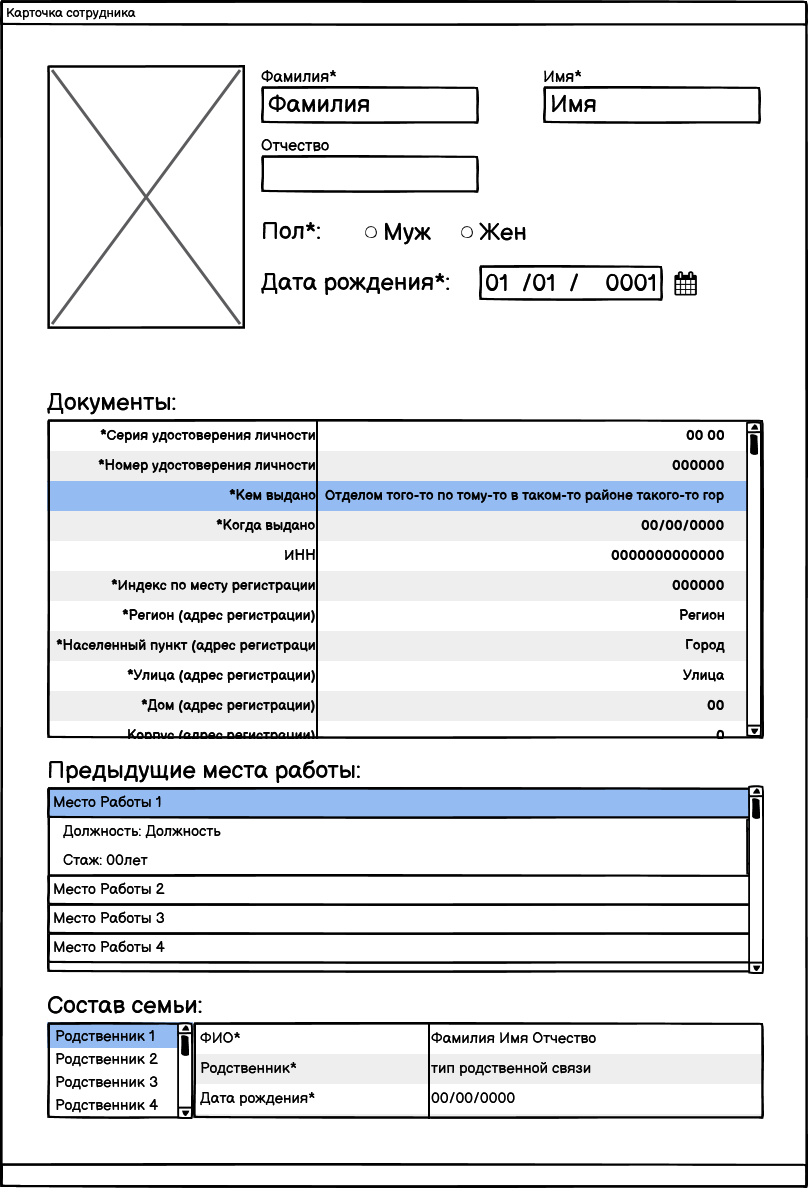 Карточка сотрудника
Фамилия* Имя*
Фамилия Имя
Отчество
Пол*: Муж Жен
Дата рождения*: 01 /01 / 0001
Документы:
*Серия удостоверения личности 00 00
*Номер удостоверения личности 000000
*Кем выдано Отделом того-то по тому-то в таком-то районе такого-то гор
*Когда выдано 00/00/0000
ИНН 0000000000000
*Индекс по месту регистрации 000000
*Регион (адрес регистрации) Регион
*Населенный пункт (адрес регистраци Город
*Улица (адрес регистрации) Улица
*Дом (адрес регистрации) 00
Корпус (адрес регистрации) 0
Предыдущие места работы:
Место Работы 1
Должность: Должность
Стаж: 00лет
Место Работы 2
Место Работы 3
Место Работы 4
Состав семьи:
Родственник 1 ФИО* Фамилия Имя Отчество
Родственник 2 Родственник* тип родственной связи
Родственник 3 Дата рождения* 00/00/0000
Родственник 4